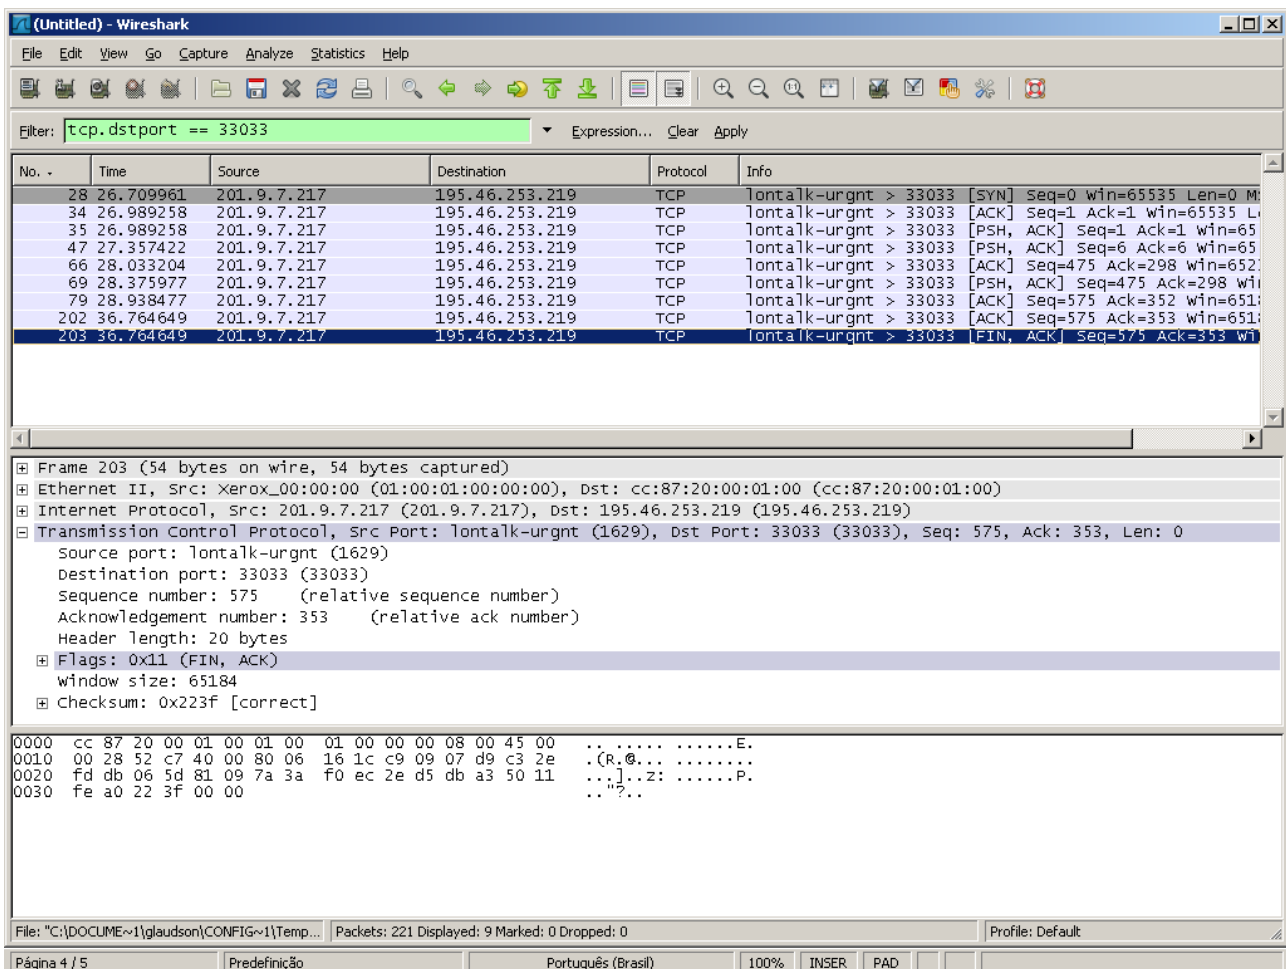 (Untitled) - Wireshark
File Edit View Go Capture Analyze Statistics Help
Filter: tcp.dstport == 33033 Expression... Clear Apply
No. Time Source Destination Protocol Info
28 26.709961 201.9.7.217 195.46.253.219 TCP lontalk-urgnt > 33033 [SYN] Seq=0 Win=65535 Len=0
34 26.989258 201.9.7.217 195.46.253.219 TCP lontalk-urgnt > 33033 [ACK] Seq=1 Ack=1 Win=65535
35 26.989258 201.9.7.217 195.46.253.219 TCP lontalk-urgnt > 33033 [PSH, ACK] Seq=1 Ack=1 Win=65
47 27.357422 201.9.7.217 195.46.253.219 TCP lontalk-urgnt > 33033 [PSH, ACK] Seq=6 Ack=6 Win=65
66 28.033204 201.9.7.217 195.46.253.219 TCP lontalk-urgnt > 33033 [ACK] Seq=475 Ack=298 Win=652
69 28.375977 201.9.7.217 195.46.253.219 TCP lontalk-urgnt > 33033 [PSH, ACK] Seq=475 Ack=298
79 28.938477 201.9.7.217 195.46.253.219 TCP lontalk-urgnt > 33033 [ACK] Seq=575 Ack=352 Win=651
202 36.764649 201.9.7.217 195.46.253.219 TCP lontalk-urgnt > 33033 [ACK] Seq=575 Ack=353 Win=651
203 36.764649 201.9.7.217 195.46.253.219 TCP lontalk-urgnt > 33033 [FIN, ACK] Seq=575 Ack=353
Frame 203 (54 bytes on wire, 54 bytes captured)
Ethernet II, Src: Xerox_00:00:00 (01:00:01:00:00:00), Dst: cc:87:20:00:01:00 (cc:87:20:00:01:00)
Internet Protocol, Src: 201.9.7.217 (201.9.7.217), Dst: 195.46.253.219 (195.46.253.219)
Transmission Control Protocol, Src Port: lontalk-urgnt (1629), Dst Port: 33033 (33033), Seq: 575, Ack: 353, Len: 0
Source port: lontalk-urgnt (1629)
Destination port: 33033 (33033)
Sequence number: 575 (relative sequence number)
Acknowledgement number: 353 (relative ack number)
Header length: 20 bytes
Flags: 0x11 (FIN, ACK)
Window size: 65184
Checksum: 0x223f [correct]
0000 cc 87 20 00 01 00 01 00 01 00 00 00 08 00 45 00 .. ..... ......E.
0010 00 28 52 c7 40 00 80 06 16 1c c9 09 07 d9 c3 2e .(R.@... ........
0020 fd db 06 5d 81 09 7a 3a f0 ec 2e d5 db a3 50 11 ...]..z: ......P.
0030 fe a0 22 3f 00 00 .."?..
File: "C:\DOCUME~1\glaudson\CONFIG~1\Temp... Packets: 221 Displayed: 9 Marked: 0 Dropped: 0 Profile: Default
Página 4 / 5 Predefinição Português (Brasil) 100% INSER PAD